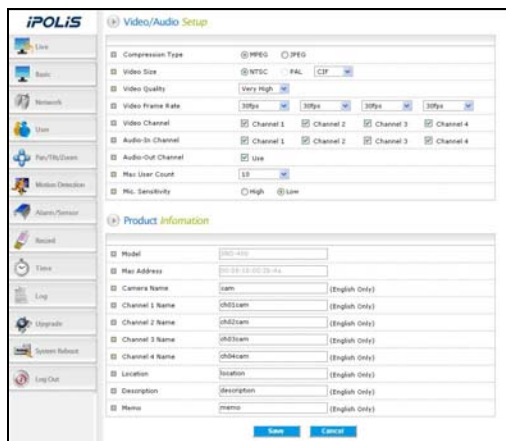 iPOLiS
Live
Basic
Network
User
Pan/Tilt/Zoom
Motion Detection
Alarm/Sensor
Record
Time
Log
Upgrade
System Reboot
Log Out
Video/Audio Setup
Compression Type MPEG JPEG
Video Size NTSC PAL CIF
Video Quality Very High
Video Frame Rate 30fps 30fps 30fps 30fps
Video Channel Channel 1 Channel 2 Channel 3 Channel 4
Audio-In Channel Channel 1 Channel 2 Channel 3 Channel 4
Audio-Out Channel Use
Max User Count 10
Mic. Sensitivity High Low
Product Information
Model
Mac Address
Camera Name cam (English Only)
Channel 1 Name ch01cam (English Only)
Channel 2 Name ch02cam (English Only)
Channel 3 Name ch03cam (English Only)
Channel 4 Name ch04cam (English Only)
Location location (English Only)
Description description (English Only)
Memo memo (English Only)
Save Cancel